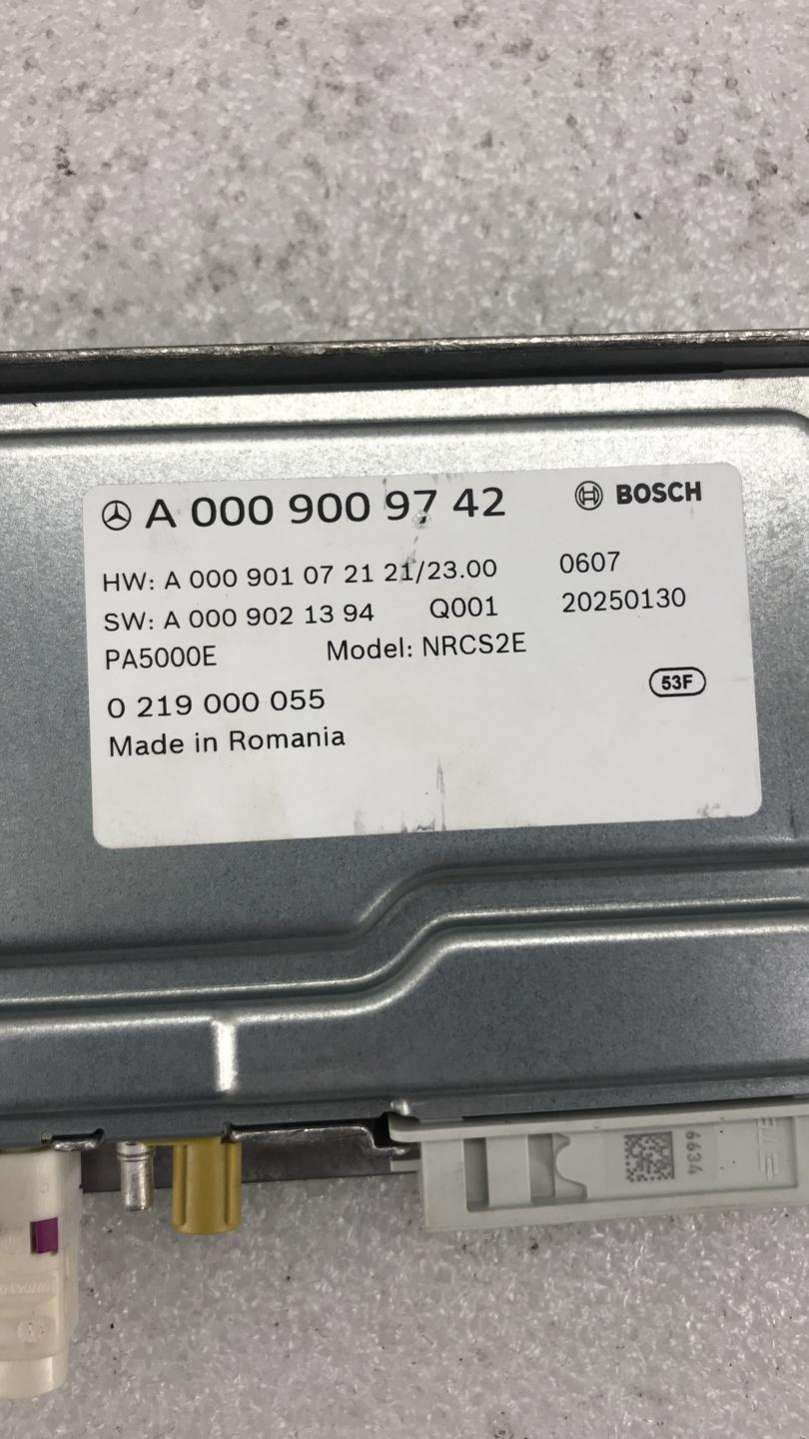 A 000 900 97 42
BOSCH
HW: A 000 901 07 21 21/23.00 0607
SW: A 000 902 13 94 Q001 20250130
PA5000E Model: NRCS2E
53F
0 219 000 055
Made in Romania
6634